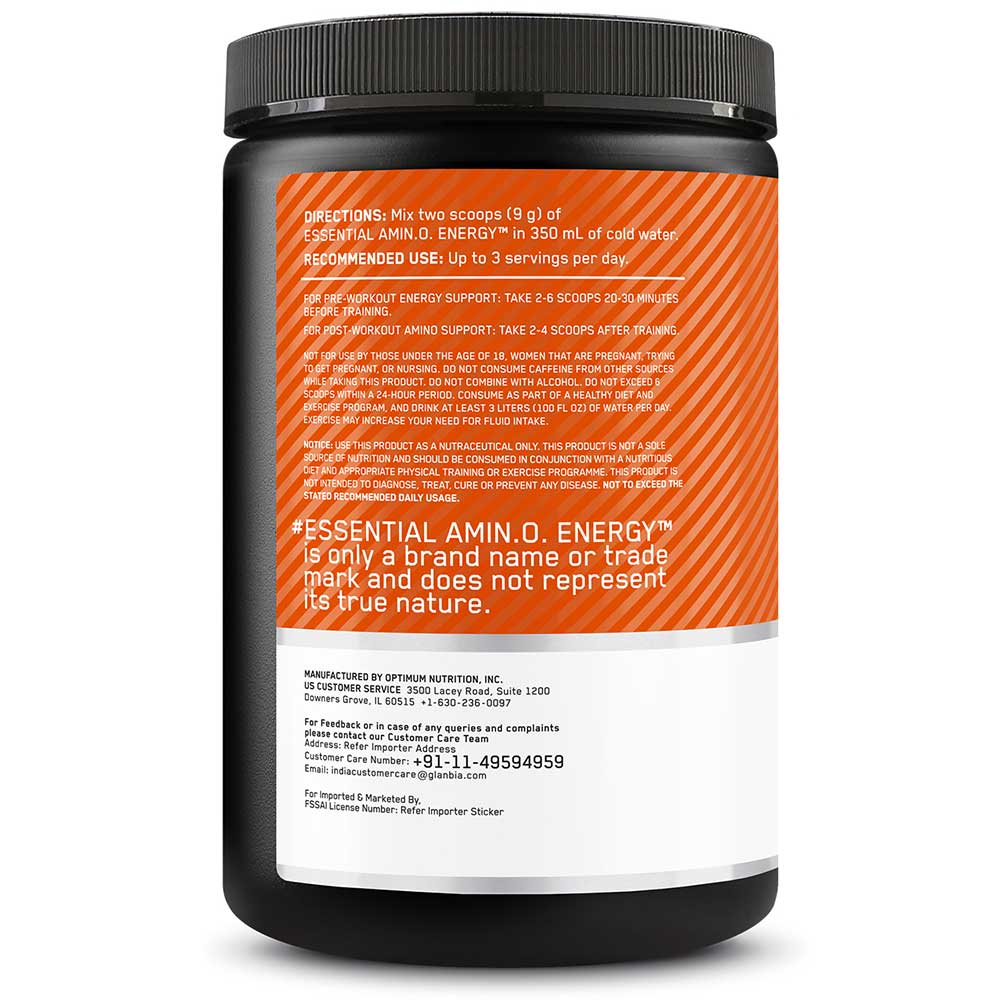 DIRECTIONS: Mix two scoops (9 g) of
ESSENTIAL AMIN.O. ENERGY™ in 350 mL of cold water.
RECOMMENDED USE: Up to 3 servings per day.
FOR PRE-WORKOUT ENERGY SUPPORT: TAKE 2-6 SCOOPS 20-30 MINUTES
BEFORE TRAINING.
FOR POST-WORKOUT AMINO SUPPORT: TAKE 2-4 SCOOPS AFTER TRAINING.
NOT FOR USE BY THOSE UNDER THE AGE OF 18, WOMEN THAT ARE PREGNANT, TRYING
TO GET PREGNANT, OR NURSING. DO NOT CONSUME CAFFEINE FROM OTHER SOURCES
WHILE TAKING THIS PRODUCT. DO NOT COMBINE WITH ALCOHOL. DO NOT EXCEED 6
SCOOPS WITHIN A 24-HOUR PERIOD. CONSUME AS PART OF A HEALTHY DIET AND
EXERCISE PROGRAM, AND DRINK AT LEAST 3 LITERS (100 FL OZ) OF WATER PER DAY.
EXERCISE MAY INCREASE YOUR NEED FOR FLUID INTAKE.
NOTICE: USE THIS PRODUCT AS A NUTRACEUTICAL ONLY. THIS PRODUCT IS NOT A SOLE
SOURCE OF NUTRITION AND SHOULD BE CONSUMED IN CONJUNCTION WITH A NUTRITIOUS
DIET AND APPROPRIATE PHYSICAL TRAINING OR EXERCISE PROGRAMME. THIS PRODUCT IS
NOT INTENDED TO DIAGNOSE, TREAT, CURE OR PREVENT ANY DISEASE. NOT TO EXCEED THE
STATED RECOMMENDED DAILY USAGE.
#ESSENTIAL AMIN.O. ENERGY™
is only a brand name or trade
mark and does not represent
its true nature.
MANUFACTURED BY OPTIMUM NUTRITION, INC.
US CUSTOMER SERVICE 3500 Lacey Road, Suite 1200
Downers Grove, IL 60515 +1-630-236-0097
For Feedback or in case of any queries and complaints
please contact our Customer Care Team
Address: Refer Importer Address
Customer Care Number: +91-11-49594959
Email: indiacustomercare@glanbia.com
For Imported & Marketed By,
FSSAI License Number: Refer Importer Sticker